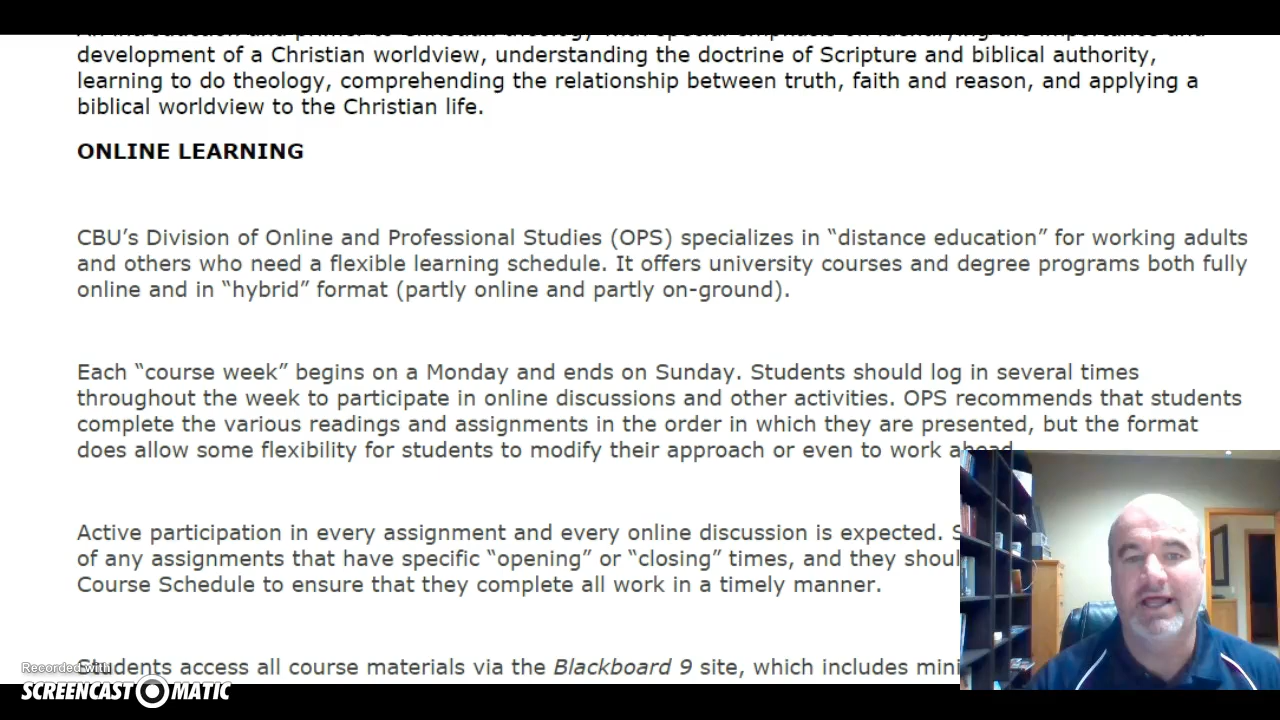 development of a Christian worldview, understanding the doctrine of Scripture and biblical authority,
learning to do theology, comprehending the relationship between truth, faith and reason, and applying a
biblical worldview to the Christian life.
ONLINE LEARNING
CBU’s Division of Online and Professional Studies (OPS) specializes in “distance education” for working adults
and others who need a flexible learning schedule. It offers university courses and degree programs both fully
online and in “hybrid” format (partly online and partly on-ground).
Each “course week” begins on a Monday and ends on Sunday. Students should log in several times
throughout the week to participate in online discussions and other activities. OPS recommends that students
complete the various readings and assignments in the order in which they are presented, but the format
does allow some flexibility for students to modify their approach or even to work ahead.
Active participation in every assignment and every online discussion is expected. S
of any assignments that have specific “opening” or “closing” times, and they shoul
Course Schedule to ensure that they complete all work in a timely manner.
Students access all course materials via the Blackboard 9 site, which includes mini
Recorded with
SCREENCAST-O-MATIC